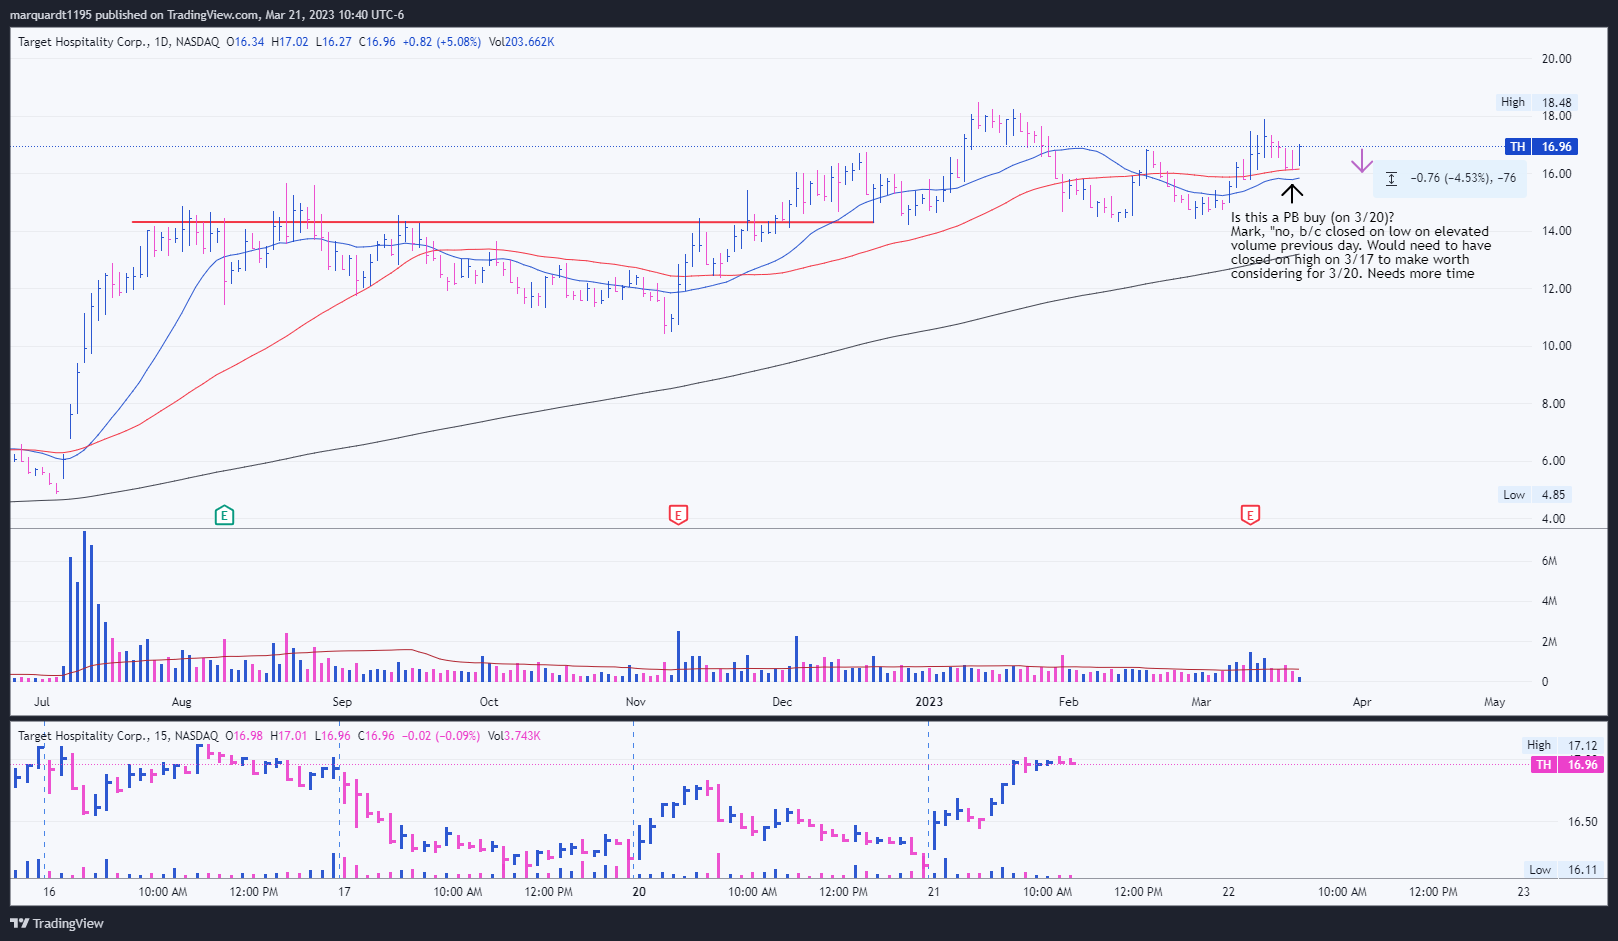 marquardt1195 published on TradingView.com, Mar 21, 2023 10:40 UTC-6
Target Hospitality Corp., 1D, NASDAQ O16.34 H17.02 L16.27 C16.96 +0.82 (+5.08%) Vol203.662K
20.00
High 18.48
18.00
TH 16.96
16.00
−0.76 (−4.53%), −76
Is this a PB buy (on 3/20)?
Mark, "no, b/c closed on low on elevated
volume previous day. Would need to have
closed on high on 3/17 to make worth
considering for 3/20. Needs more time
14.00
12.00
10.00
8.00
6.00
Low 4.85
4.00
E E E
6M
4M
2M
0
Jul Aug Sep Oct Nov Dec 2023 Feb Mar Apr May
Target Hospitality Corp., 15, NASDAQ O16.98 H17.01 L16.96 C16.96 −0.02 (−0.09%) Vol3.743K
High 17.12
TH 16.96
16.50
Low 16.11
16 10:00 AM 12:00 PM 17 10:00 AM 12:00 PM 20 10:00 AM 12:00 PM 21 10:00 AM 12:00 PM 22 10:00 AM 12:00 PM 23
TradingView